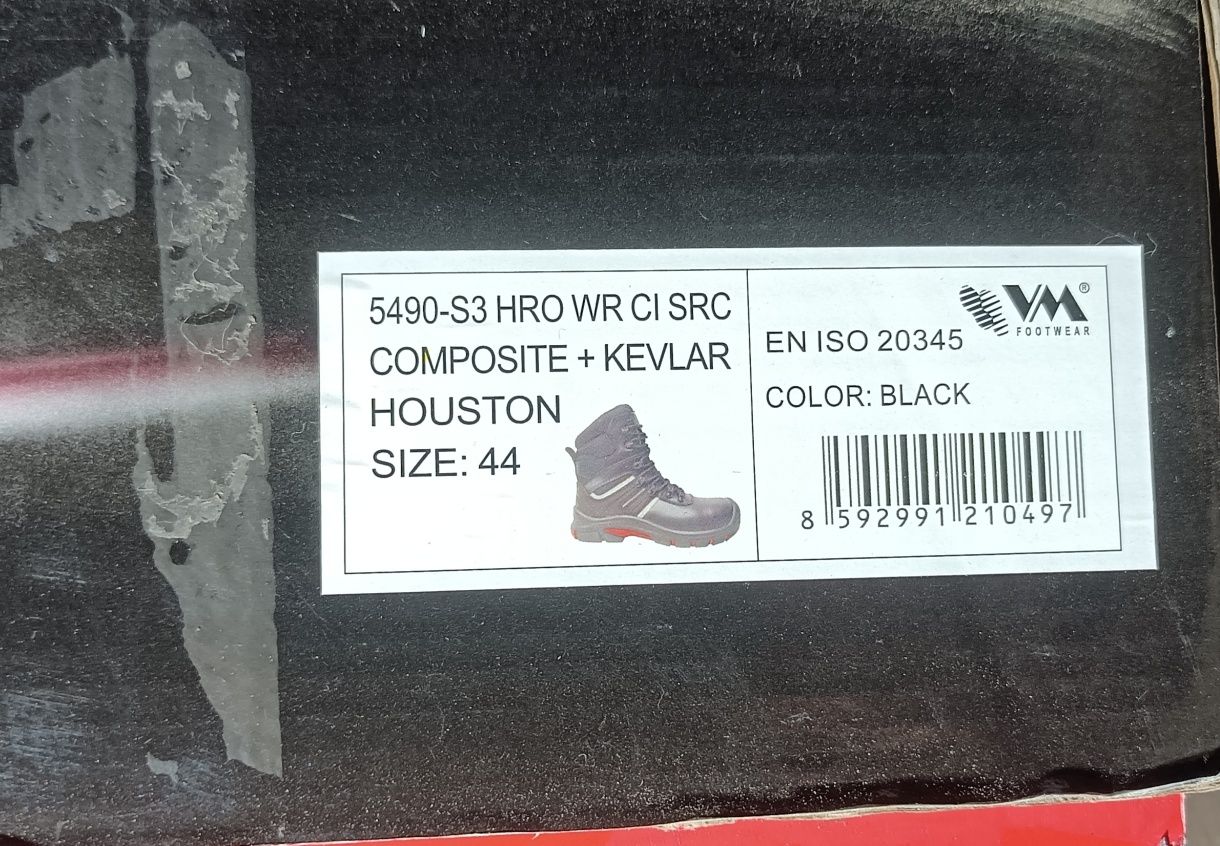 5490-S3 HRO WR CI SRC
COMPOSITE + KEVLAR
HOUSTON
SIZE: 44
VM®
FOOTWEAR
EN ISO 20345
COLOR: BLACK
8 592991 210497